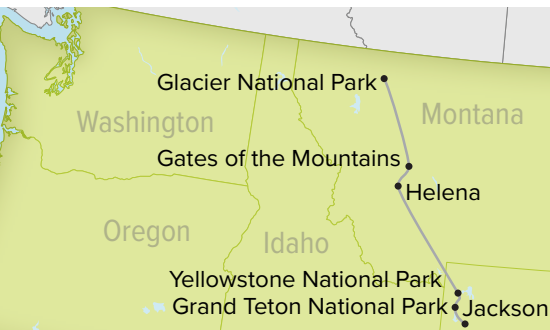 Glacier National Park
Washington
Montana
Gates of the Mountains
Helena
Oregon
Idaho
Yellowstone National Park
Grand Teton National Park
Jackson